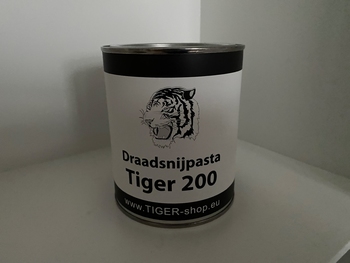 Draadsnijpasta
Tiger 200
www.TIGER-shop.eu